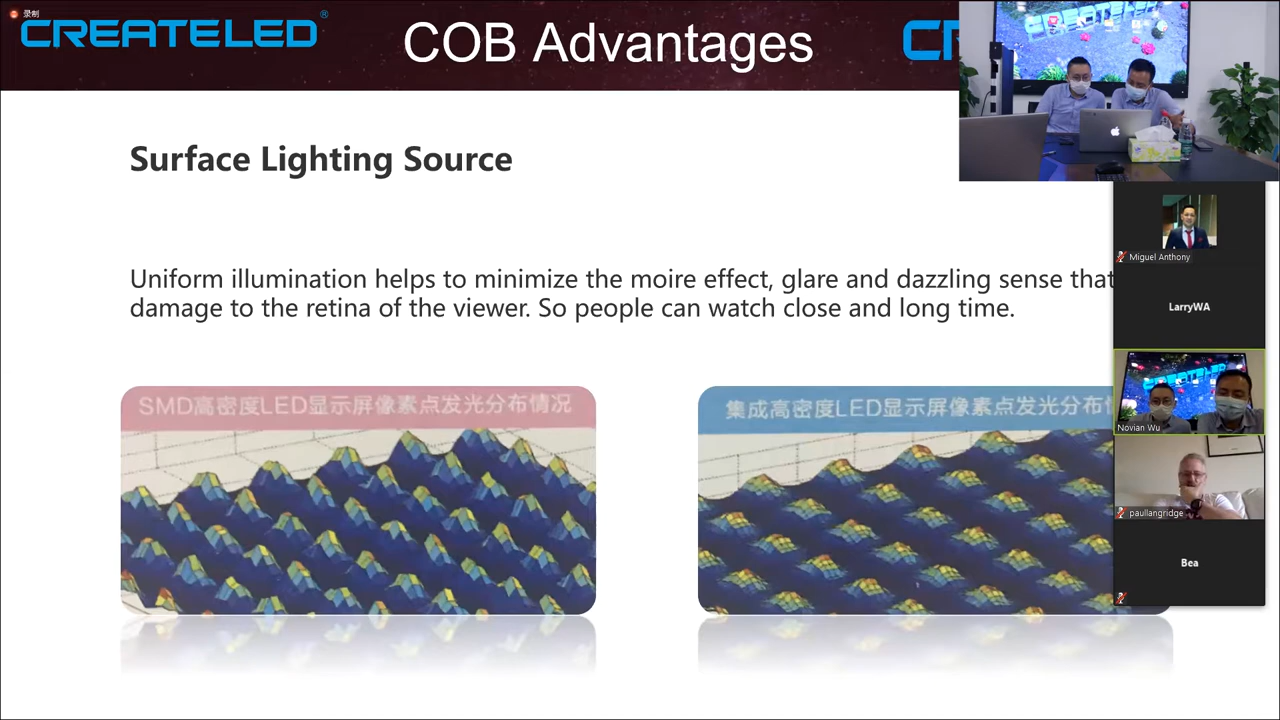 录制
CREATELED®
COB Advantages
CR
CREATELED
Surface Lighting Source
Uniform illumination helps to minimize the moire effect, glare and dazzling sense that
damage to the retina of the viewer. So people can watch close and long time.
SMD高密度LED显示屏像素点发光分布情况
集成高密度LED显示屏像素点发光分布
Miguel Anthony
LarryWA
CREATELED
Novian Wu
paullangridge
Bea